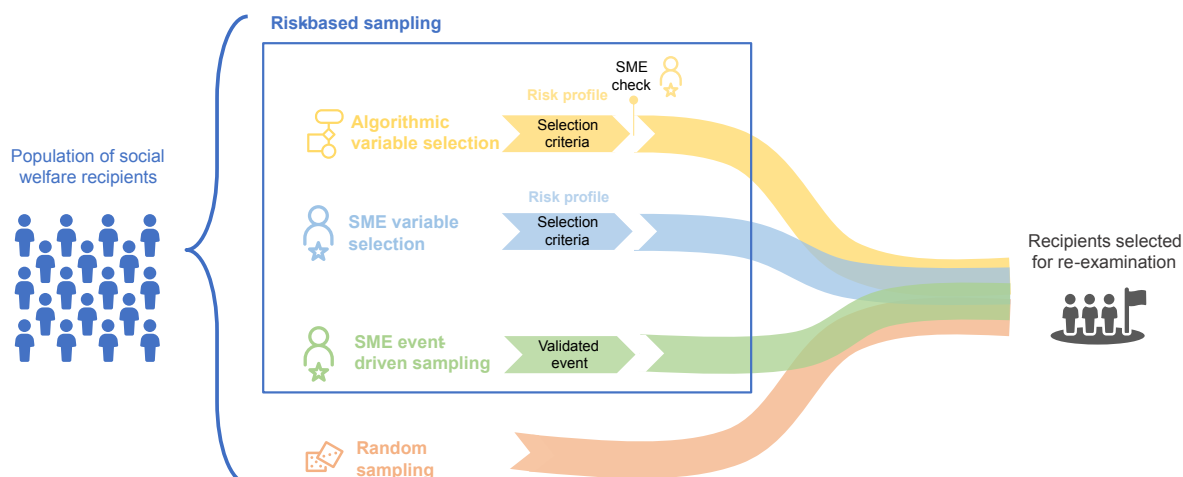 Riskbased sampling
SME
check
Risk profile
Algorithmic
variable selection
Selection
criteria
Population of social
welfare recipients
Risk profile
SME variable
selection
Selection
criteria
Recipients selected
for re-examination
SME event-
driven sampling
Validated
event
Random
sampling